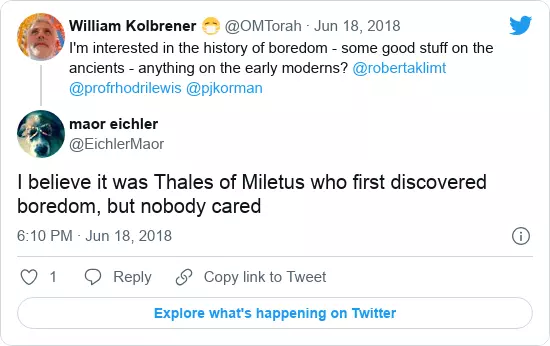 William Kolbrener 😷 @OMTorah · Jun 18, 2018
I'm interested in the history of boredom - some good stuff on the
ancients - anything on the early moderns? @robertaklimt
@profrhodrilewis @pjkorman
maor eichler
@EichlerMaor
I believe it was Thales of Miletus who first discovered
boredom, but nobody cared
6:10 PM · Jun 18, 2018
1 Reply Copy link to Tweet
Explore what's happening on Twitter